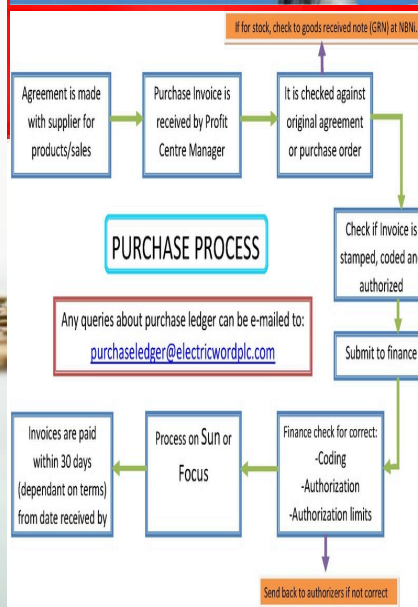 If for stock, check to goods received note (GRN) at NBNi.
Agreement is made
with supplier for
products/sales
Purchase Invoice is
received by Profit
Centre Manager
It is checked against
original agreement
or purchase order
Check if Invoice is
stamped, coded and
authorized
Submit to finance
PURCHASE PROCESS
Any queries about purchase ledger can be e-mailed to:
purchaseledger@electricwordplc.com
Finance check for correct:
-Coding
-Authorization
-Authorization limits
Process on Sun or
Focus
Invoices are paid
within 30 days
(dependant on terms)
from date received by
Send back to authorizers if not correct